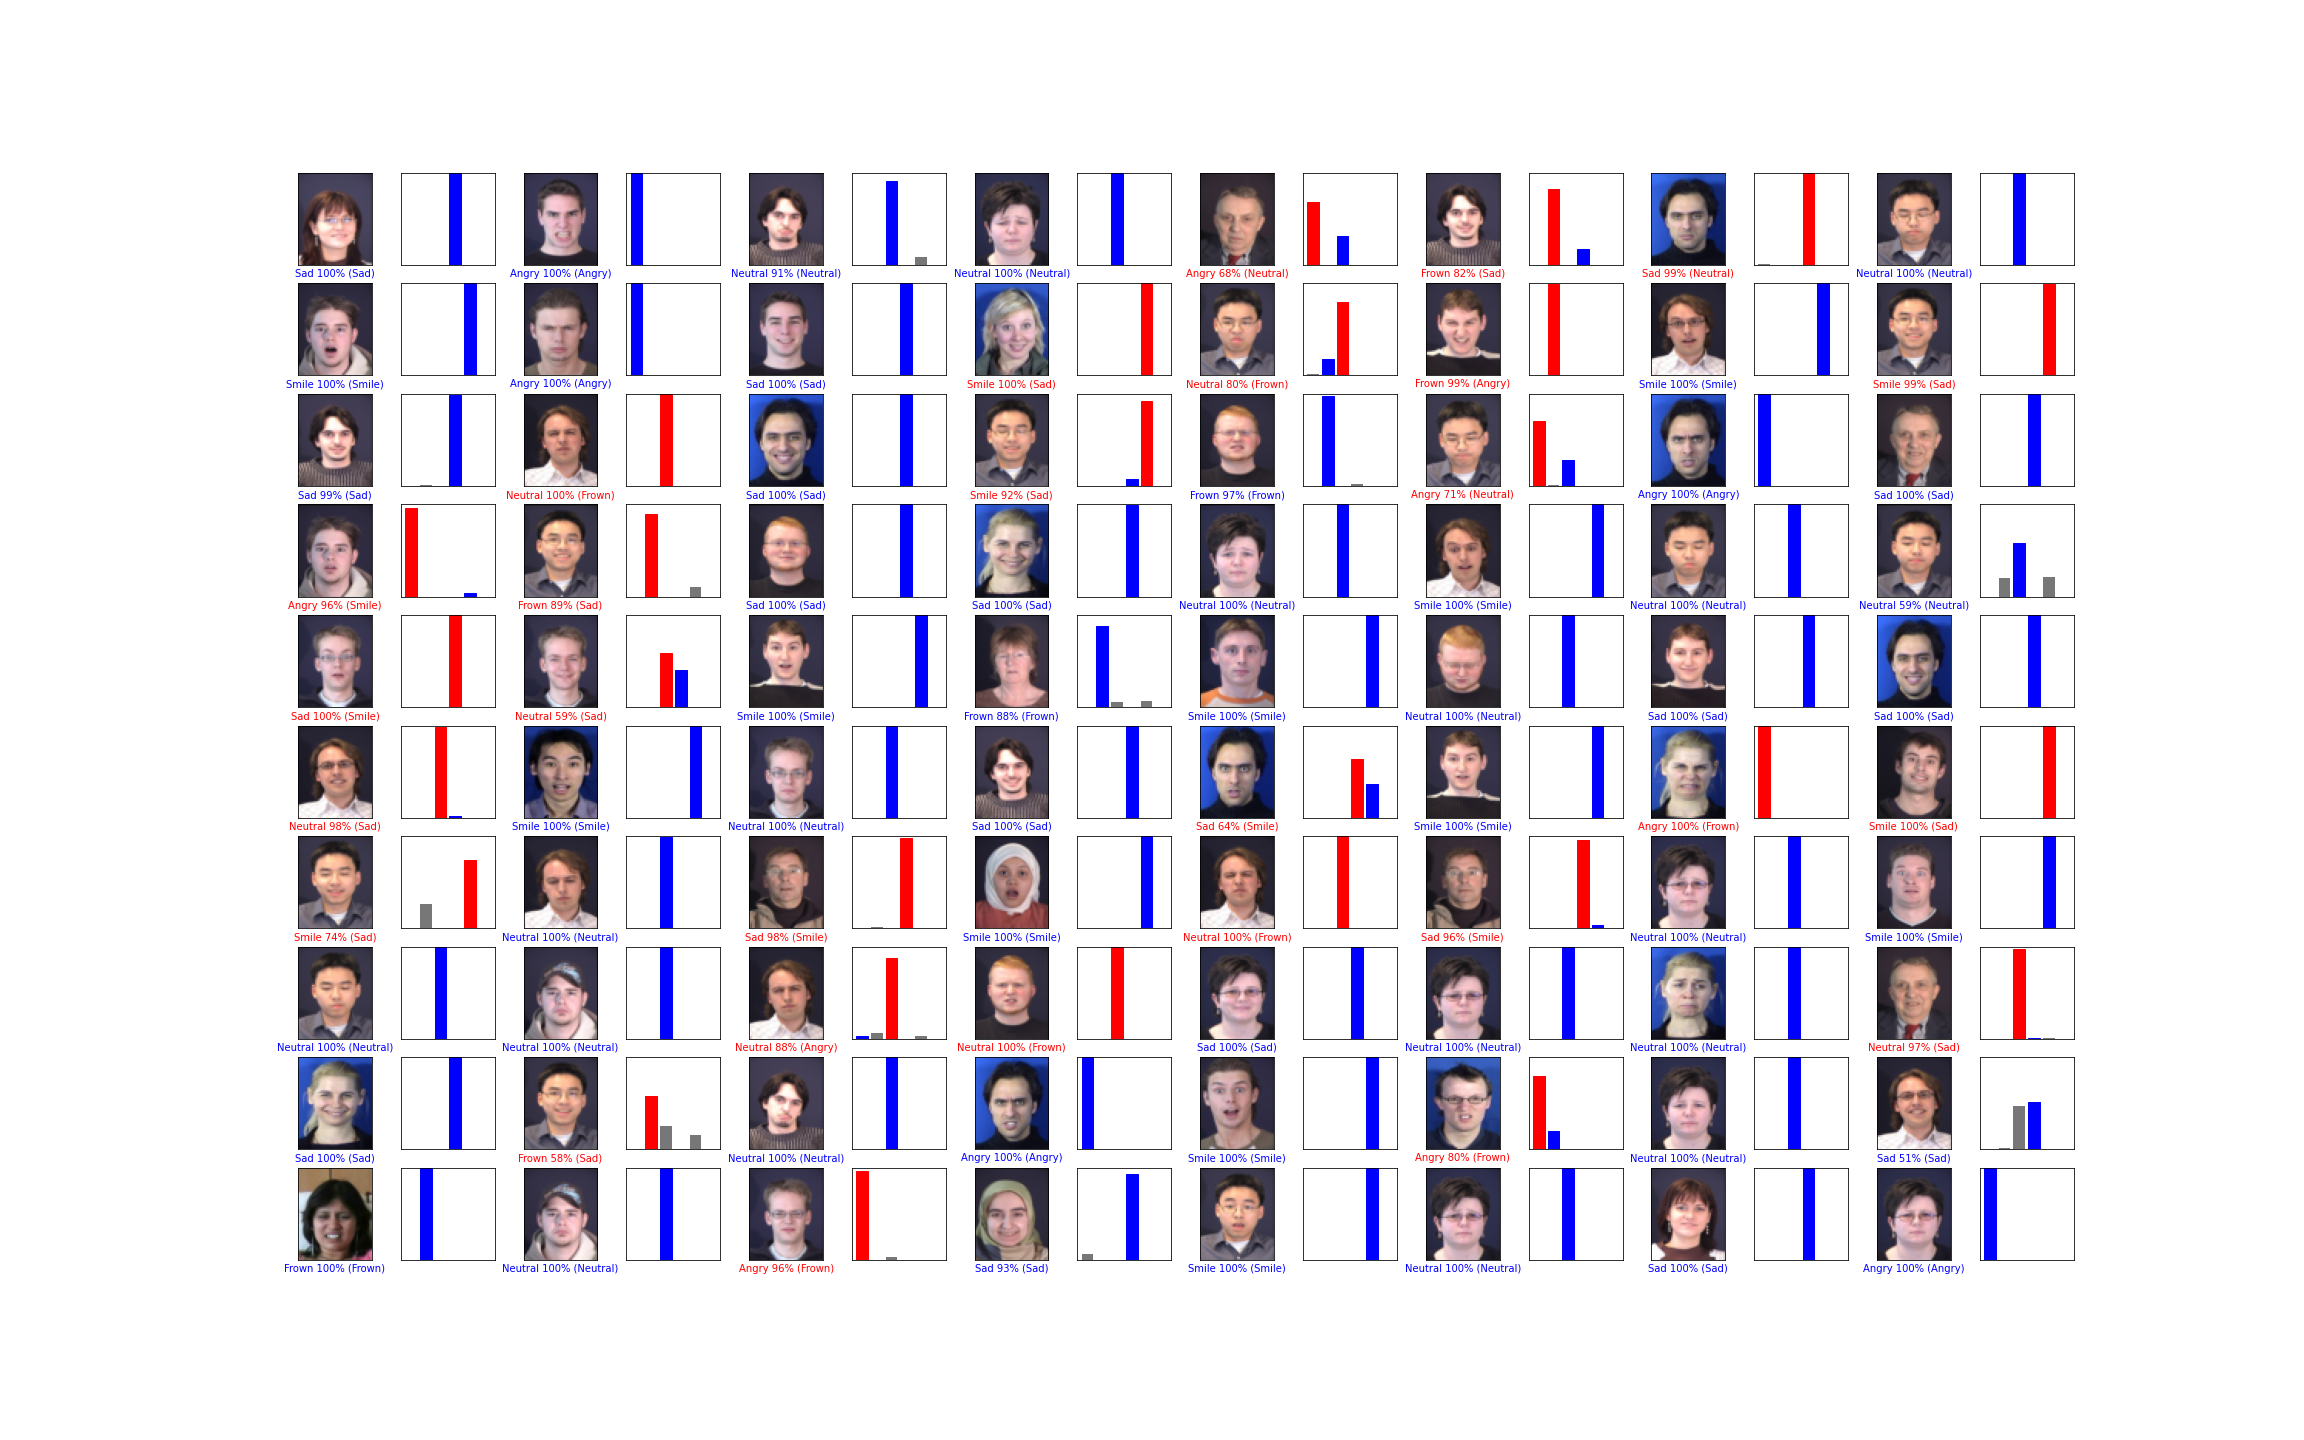 Sad 100% (Sad)
Angry 100% (Angry)
Neutral 91% (Neutral)
Neutral 100% (Neutral)
Angry 68% (Neutral)
Frown 82% (Sad)
Sad 99% (Neutral)
Neutral 100% (Neutral)
Smile 100% (Smile)
Angry 100% (Angry)
Sad 100% (Sad)
Smile 100% (Sad)
Neutral 80% (Frown)
Frown 99% (Angry)
Smile 100% (Smile)
Smile 99% (Sad)
Sad 99% (Sad)
Neutral 100% (Frown)
Sad 100% (Sad)
Smile 92% (Sad)
Frown 97% (Frown)
Angry 71% (Neutral)
Angry 100% (Angry)
Sad 100% (Sad)
Angry 96% (Smile)
Frown 89% (Sad)
Sad 100% (Sad)
Sad 100% (Sad)
Neutral 100% (Neutral)
Smile 100% (Smile)
Neutral 100% (Neutral)
Neutral 59% (Neutral)
Sad 100% (Smile)
Neutral 59% (Sad)
Smile 100% (Smile)
Frown 88% (Frown)
Smile 100% (Smile)
Neutral 100% (Neutral)
Sad 100% (Sad)
Sad 100% (Sad)
Neutral 98% (Sad)
Smile 100% (Smile)
Neutral 100% (Neutral)
Sad 100% (Sad)
Sad 64% (Smile)
Smile 100% (Smile)
Angry 100% (Frown)
Smile 100% (Sad)
Smile 74% (Sad)
Neutral 100% (Neutral)
Sad 98% (Smile)
Smile 100% (Smile)
Neutral 100% (Frown)
Sad 96% (Smile)
Neutral 100% (Neutral)
Smile 100% (Smile)
Neutral 100% (Neutral)
Neutral 100% (Neutral)
Neutral 88% (Angry)
Neutral 100% (Frown)
Sad 100% (Sad)
Neutral 100% (Neutral)
Neutral 100% (Neutral)
Neutral 97% (Sad)
Sad 100% (Sad)
Frown 58% (Sad)
Neutral 100% (Neutral)
Angry 100% (Angry)
Smile 100% (Smile)
Angry 80% (Frown)
Neutral 100% (Neutral)
Sad 51% (Sad)
Frown 100% (Frown)
Neutral 100% (Neutral)
Angry 96% (Frown)
Sad 93% (Sad)
Smile 100% (Smile)
Neutral 100% (Neutral)
Sad 100% (Sad)
Angry 100% (Angry)